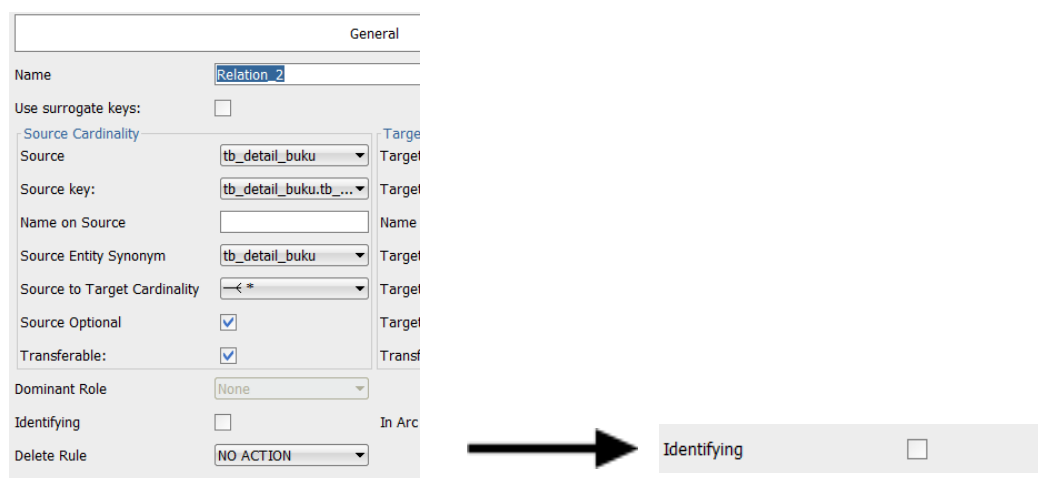 General
Name Relation_2
Use surrogate keys:
Source Cardinality Targe
Source tb_detail_buku Target
Source key: tb_detail_buku.tb_... Target
Name on Source Name
Source Entity Synonym tb_detail_buku Target
Source to Target Cardinality * Target
Source Optional Target
Transferable: Transf
Dominant Role None
Identifying In Arc
Delete Rule NO ACTION
Identifying